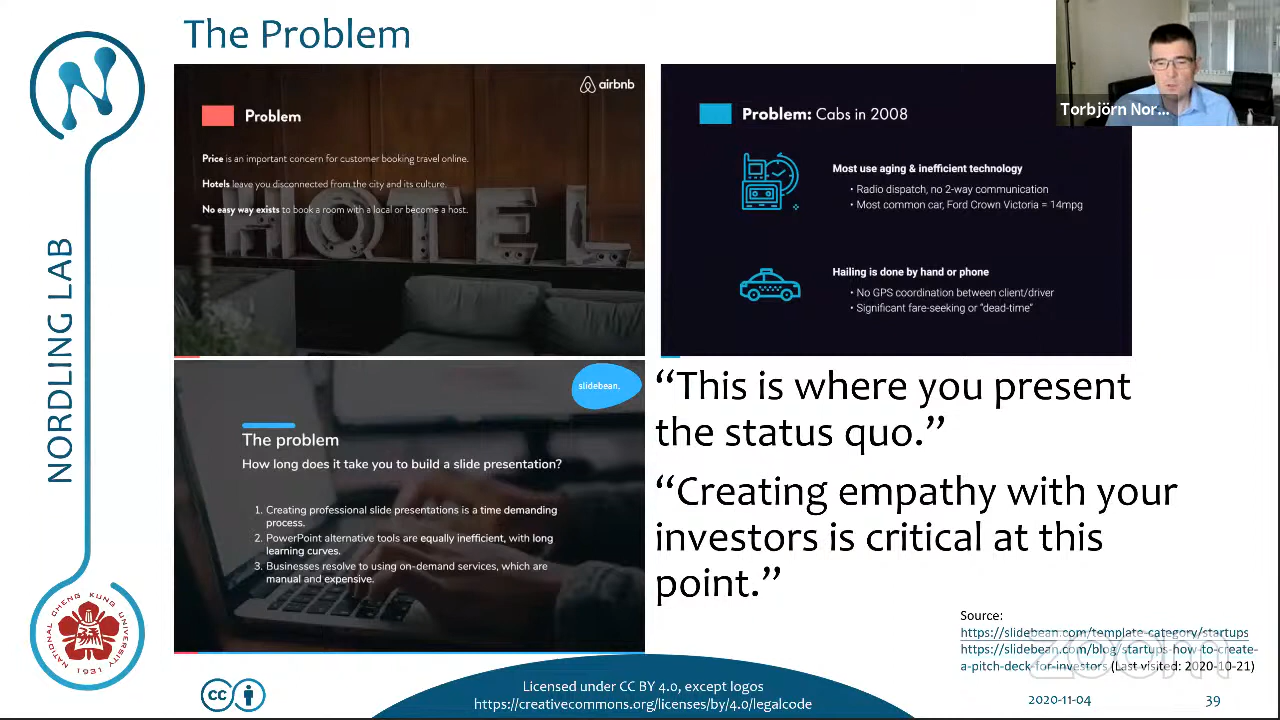 The Problem
NORDLING LAB
airbnb
Problem
Price is an important concern for customer booking travel online.
Hotels leave you disconnected from the city and its culture.
No easy way exists to book a room with a local or become a host.
HOTEL
Problem: Cabs in 2008
Most use aging & inefficient technology
• Radio dispatch, no 2-way communication
• Most common car, Ford Crown Victoria = 14mpg
Hailing is done by hand or phone
• No GPS coordination between client/driver
• Significant fare-seeking or “dead-time”
Torbjörn Nor...
slidebean.
The problem
How long does it take you to build a slide presentation?
1. Creating professional slide presentations is a time demanding
process.
2. PowerPoint alternative tools are equally inefficient, with long
learning curves.
3. Businesses resolve to using on-demand services, which are
manual and expensive.
“This is where you present
the status quo.”
“Creating empathy with your
investors is critical at this
point.”
Source:
https://slidebean.com/template-category/startups
https://slidebean.com/blog/startups-how-to-create-
a-pitch-deck-for-investors (Last visited: 2020-10-21)
zoom
NATIONAL CHENG KUNG UNIVERSITY
1931
cc
Licensed under CC BY 4.0, except logos
https://creativecommons.org/licenses/by/4.0/legalcode
2020-11-04
39